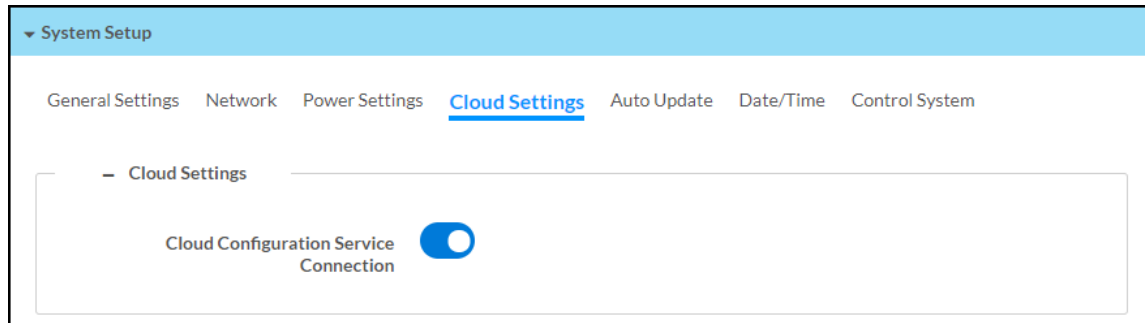 System Setup
General Settings Network Power Settings Cloud Settings Auto Update Date/Time Control System
– Cloud Settings
Cloud Configuration Service
Connection